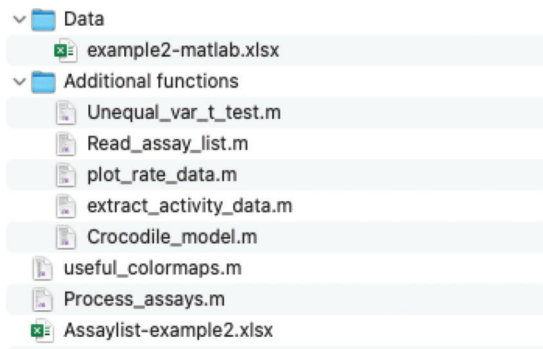 Data
example2-matlab.xlsx
Additional functions
Unequal_var_t_test.m
Read_assay_list.m
plot_rate_data.m
extract_activity_data.m
Crocodile_model.m
useful_colormaps.m
Process_assays.m
Assaylist-example2.xlsx